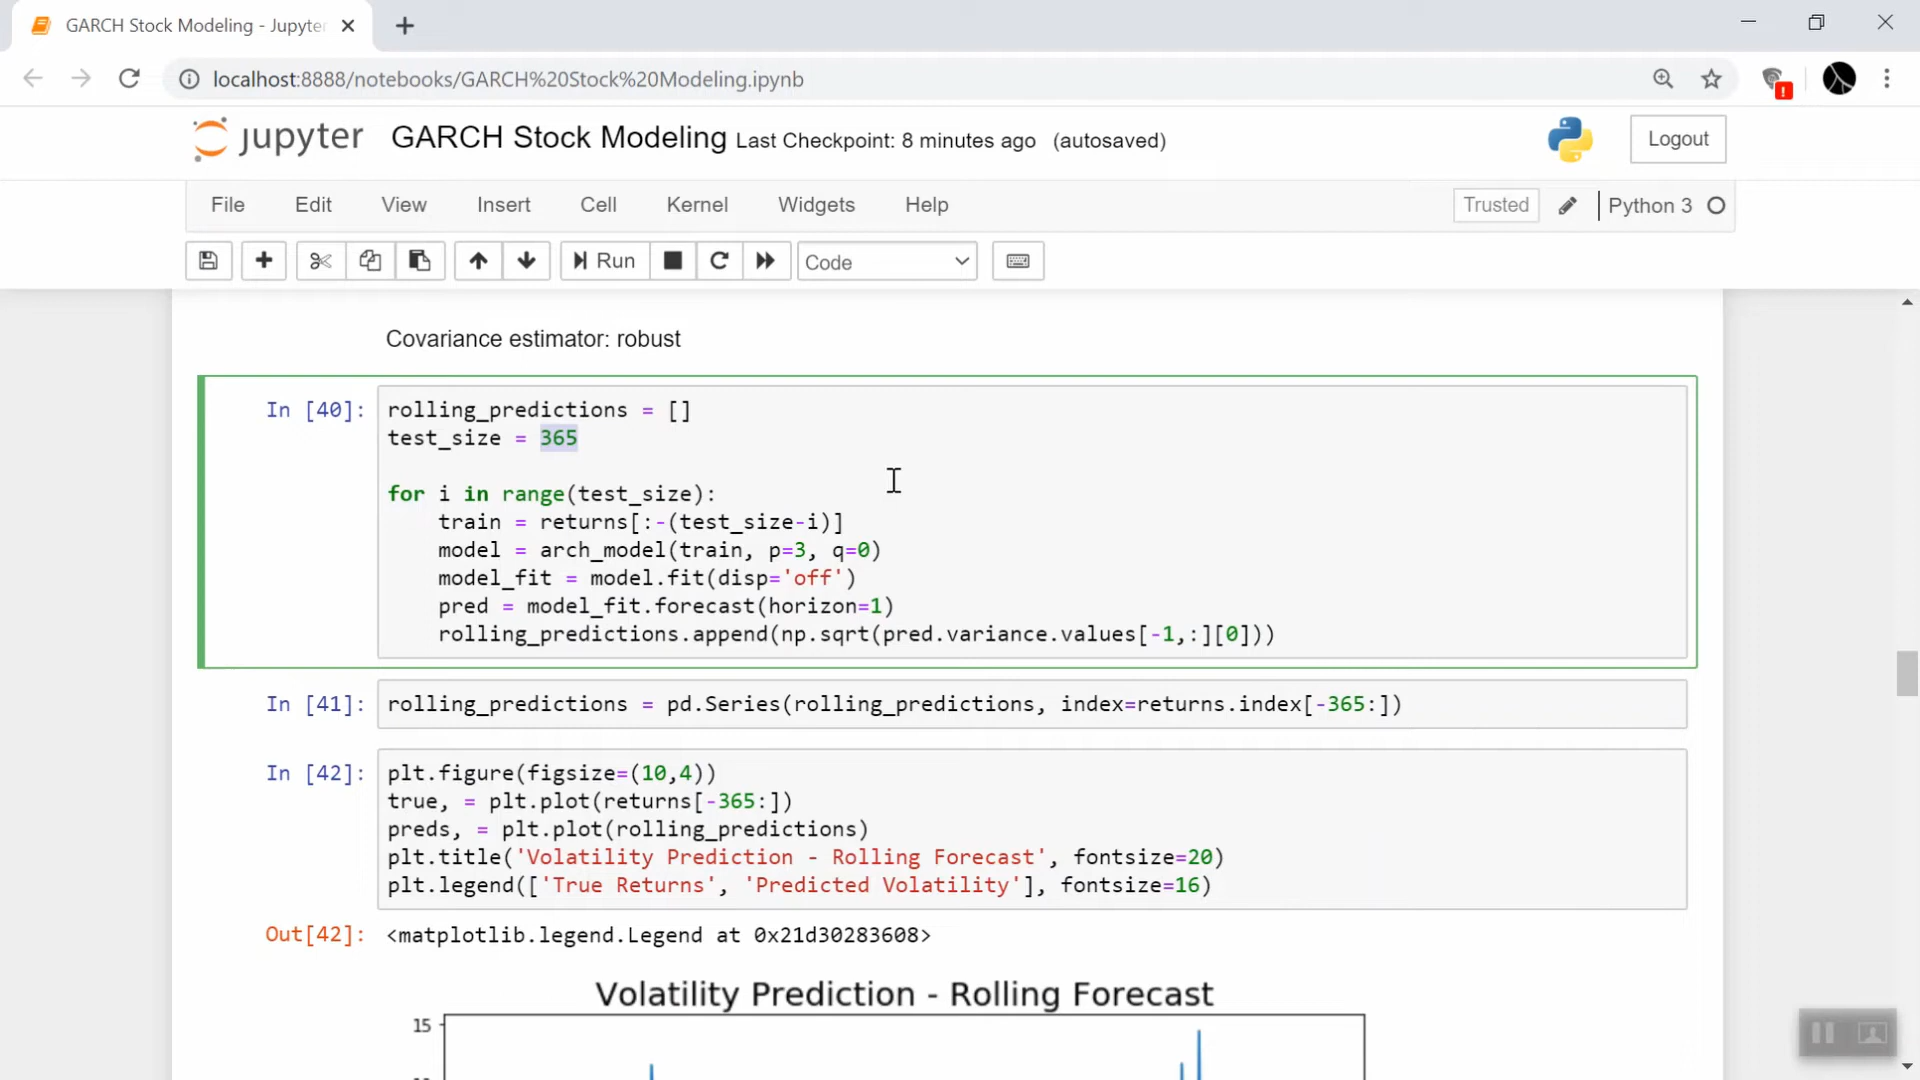 GARCH Stock Modeling - Jupyter
localhost:8888/notebooks/GARCH%20Stock%20Modeling.ipynb
jupyter GARCH Stock Modeling Last Checkpoint: 8 minutes ago (autosaved)
Logout
File Edit View Insert Cell Kernel Widgets Help
Trusted Python 3
Run Code
Covariance estimator: robust
In [40]: rolling_predictions = []
test_size = 365
for i in range(test_size):
    train = returns[:-(test_size-i)]
    model = arch_model(train, p=3, q=0)
    model_fit = model.fit(disp='off')
    pred = model_fit.forecast(horizon=1)
    rolling_predictions.append(np.sqrt(pred.variance.values[-1,:][0]))
In [41]: rolling_predictions = pd.Series(rolling_predictions, index=returns.index[-365:])
In [42]: plt.figure(figsize=(10,4))
true, = plt.plot(returns[-365:])
preds, = plt.plot(rolling_predictions)
plt.title('Volatility Prediction - Rolling Forecast', fontsize=20)
plt.legend(['True Returns', 'Predicted Volatility'], fontsize=16)
Out[42]: <matplotlib.legend.Legend at 0x21d30283608>
Volatility Prediction - Rolling Forecast
15